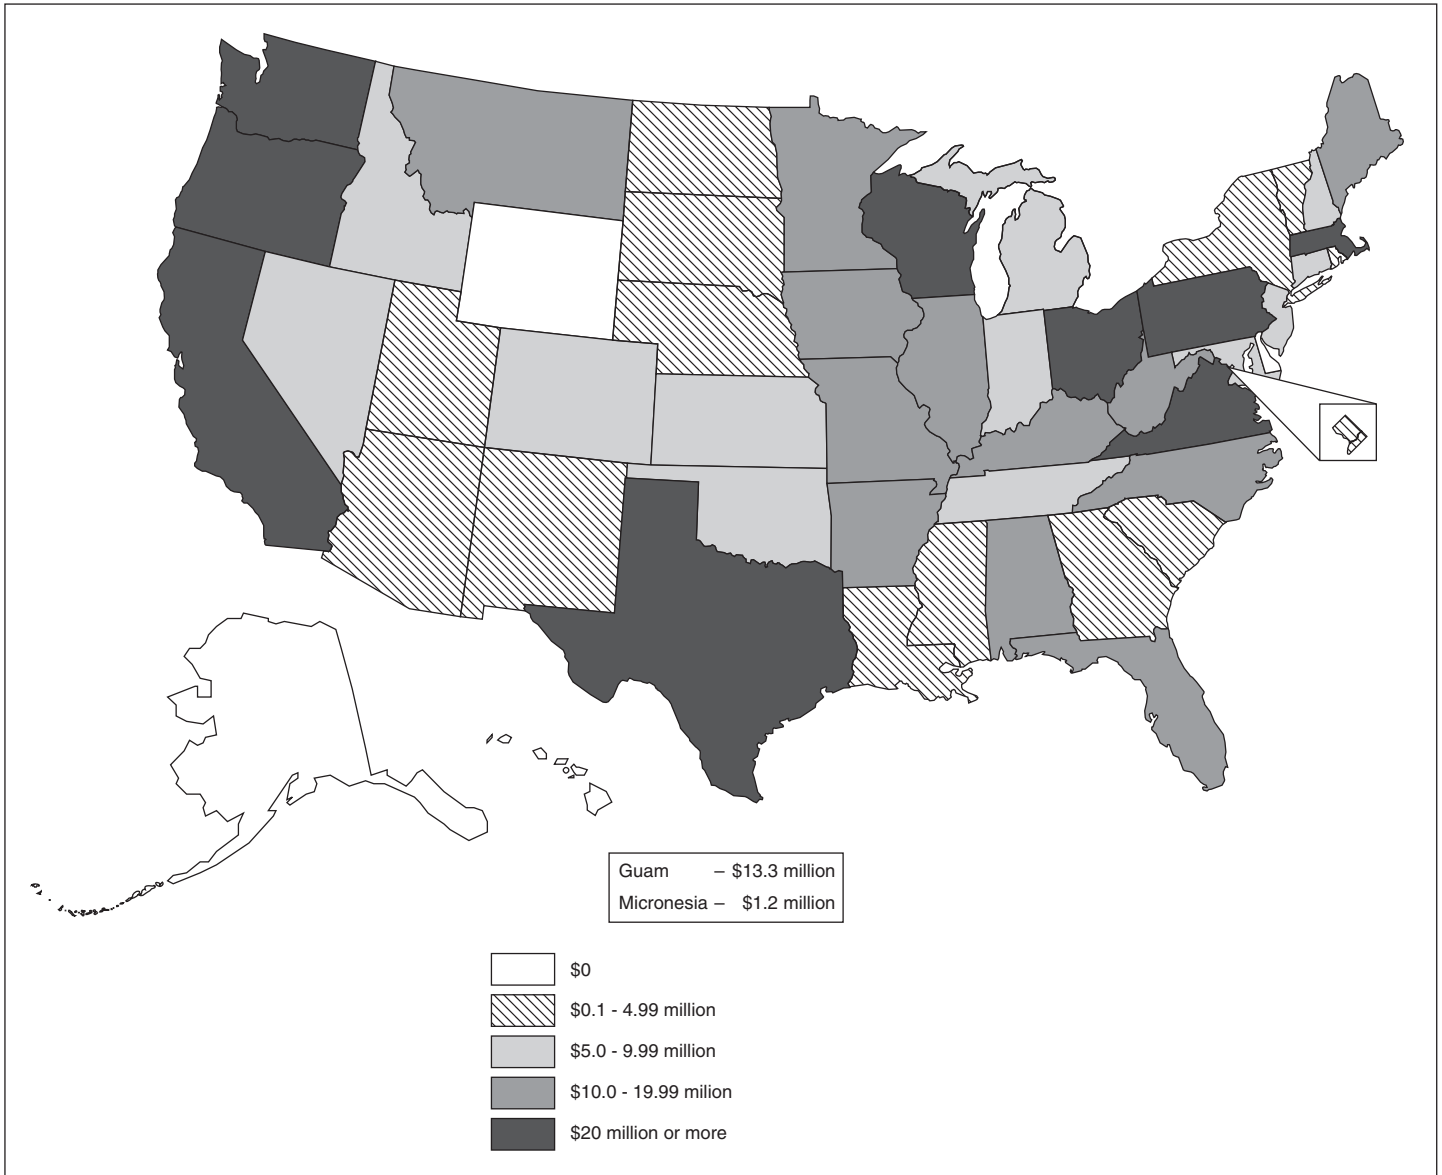 Guam – $13.3 million
Micronesia – $1.2 million
$0
$0.1 - 4.99 million
$5.0 - 9.99 million
$10.0 - 19.99 milion
$20 million or more